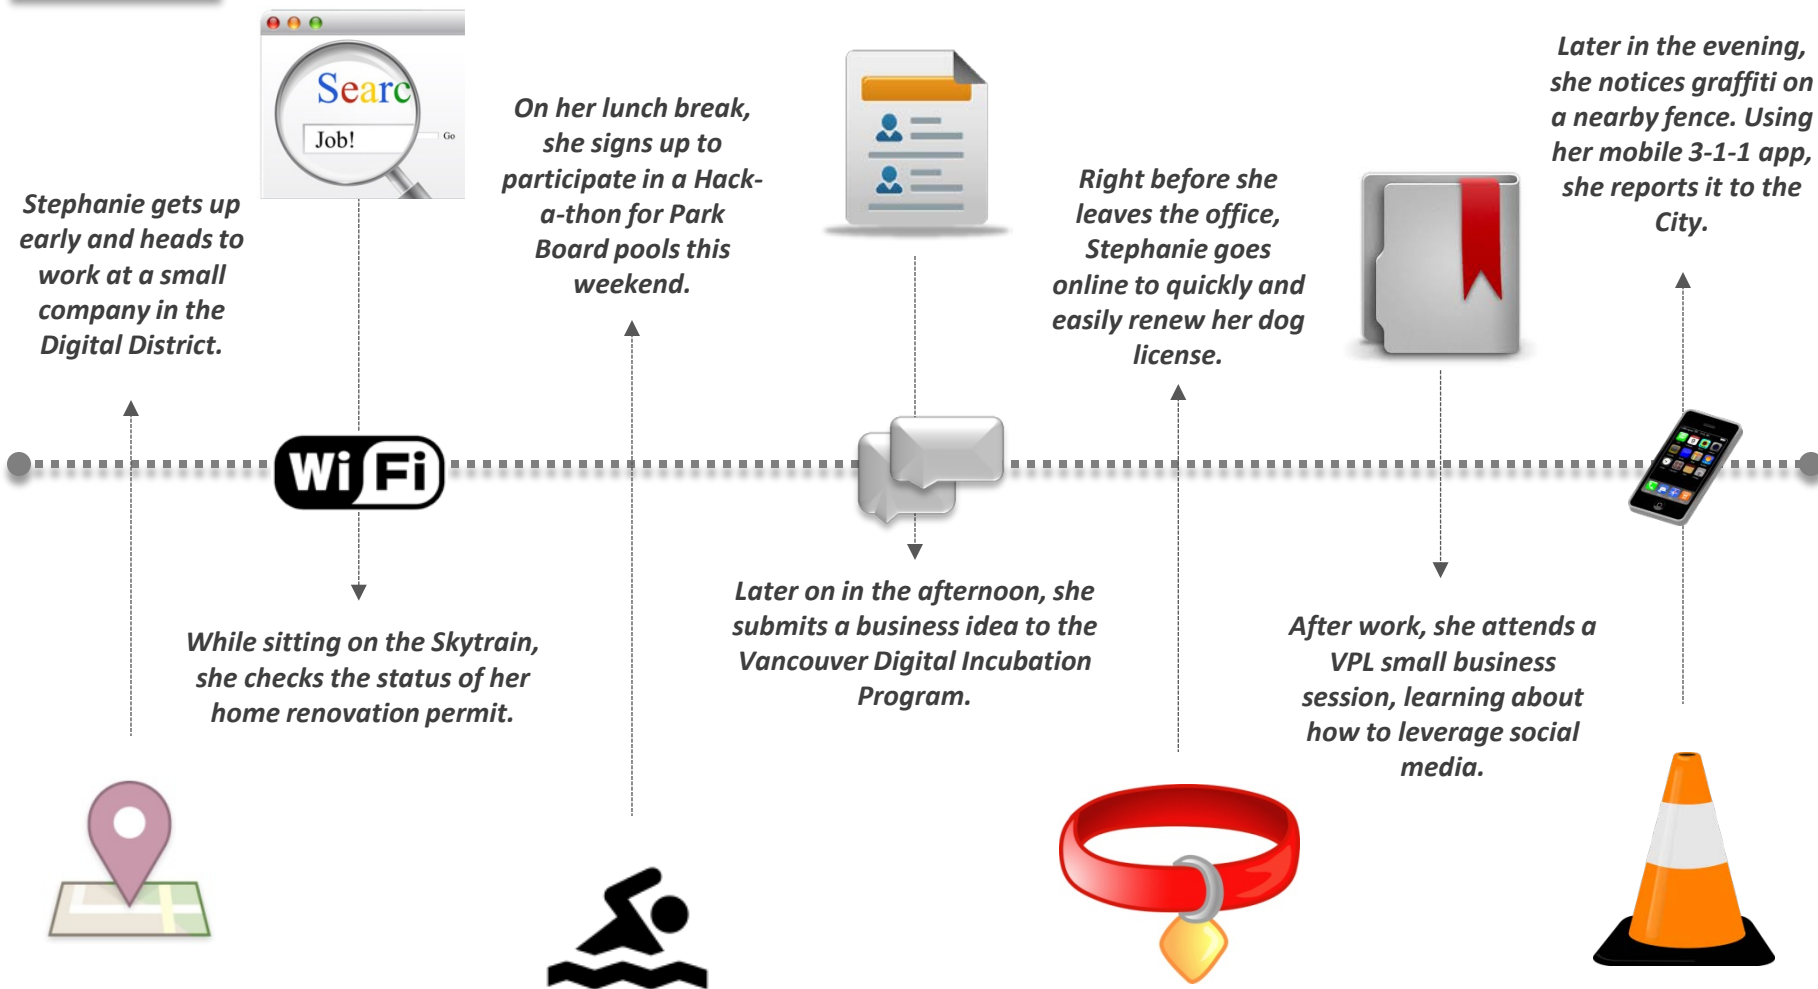 Stephanie gets up
early and heads to
work at a small
company in the
Digital District.
Searc
Job!
Go
WiFi
While sitting on the Skytrain,
she checks the status of her
home renovation permit.
On her lunch break,
she signs up to
participate in a Hack-
a-thon for Park
Board pools this
weekend.
Later on in the afternoon, she
submits a business idea to the
Vancouver Digital Incubation
Program.
Right before she
leaves the office,
Stephanie goes
online to quickly and
easily renew her dog
license.
After work, she attends a
VPL small business
session, learning about
how to leverage social
media.
Later in the evening,
she notices graffiti on
a nearby fence. Using
her mobile 3-1-1 app,
she reports it to the
City.